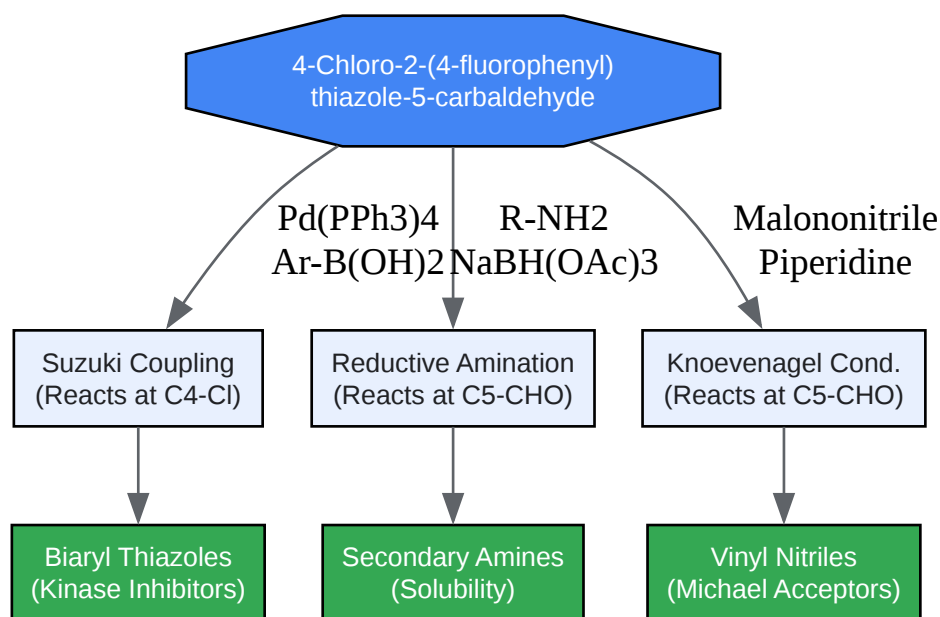 4-Chloro-2-(4-fluorophenyl)
thiazole-5-carbaldehyde
Pd(PPh3)4
Ar-B(OH)2
R-NH2
NaBH(OAc)3
Malononitrile
Piperidine
Suzuki Coupling
(Reacts at C4-Cl)
Reductive Amination
(Reacts at C5-CHO)
Knoevenagel Cond.
(Reacts at C5-CHO)
Biaryl Thiazoles
(Kinase Inhibitors)
Secondary Amines
(Solubility)
Vinyl Nitriles
(Michael Acceptors)